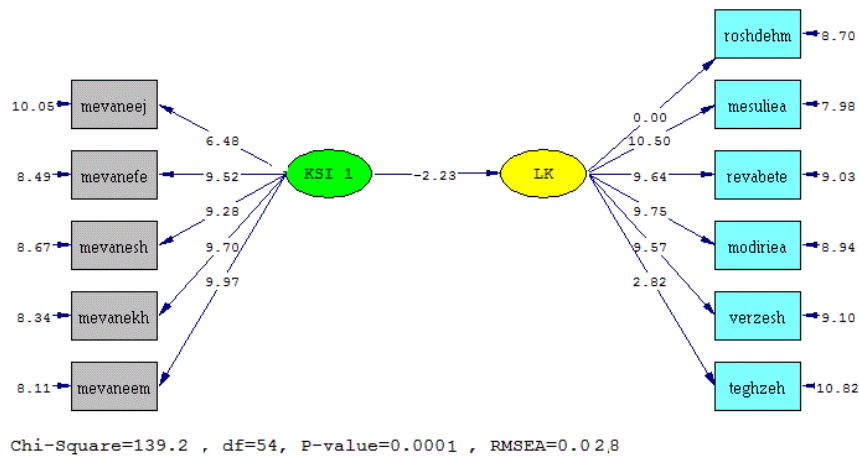 roshdehm
8.70
10.05 mevaneej
0.00
mesuliea
7.98
6.48
10.50
8.49 mevanefe
9.52
KSI 1
-2.23
LK
9.64
revabete
9.03
9.28
9.75
8.67 mevanesh
9.70
9.57
modiriea
8.94
9.97
2.82
8.34 mevanekh
verzesh
9.10
8.11 mevaneem
teghzeh
10.82
Chi-Square=139.2 , df=54, P-value=0.0001 , RMSEA=0.02,8